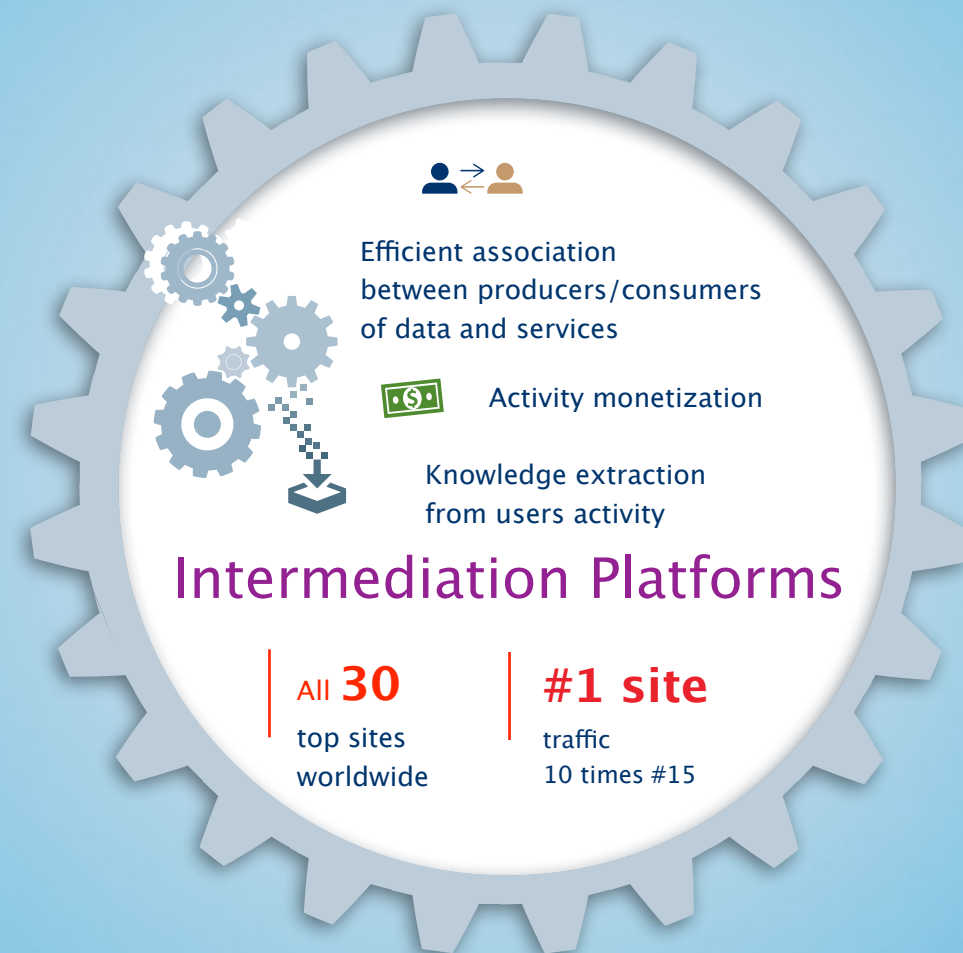 Efficient association
between producers/consumers
of data and services
Activity monetization
Knowledge extraction
from users activity
Intermediation Platforms
All 30
top sites
worldwide
#1 site
traffic
10 times #15